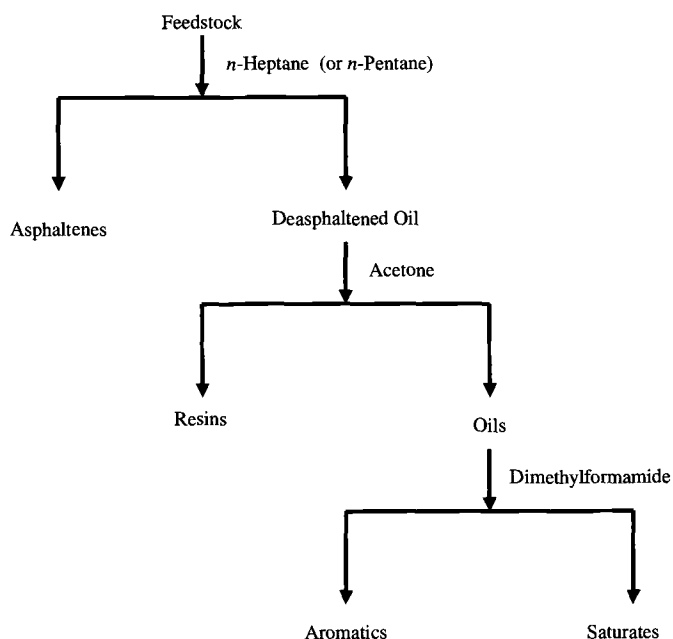 Feedstock
n-Heptane (or n-Pentane)
Asphaltenes
Deasphaltened Oil
Acetone
Resins
Oils
Dimethylformamide
Aromatics
Saturates